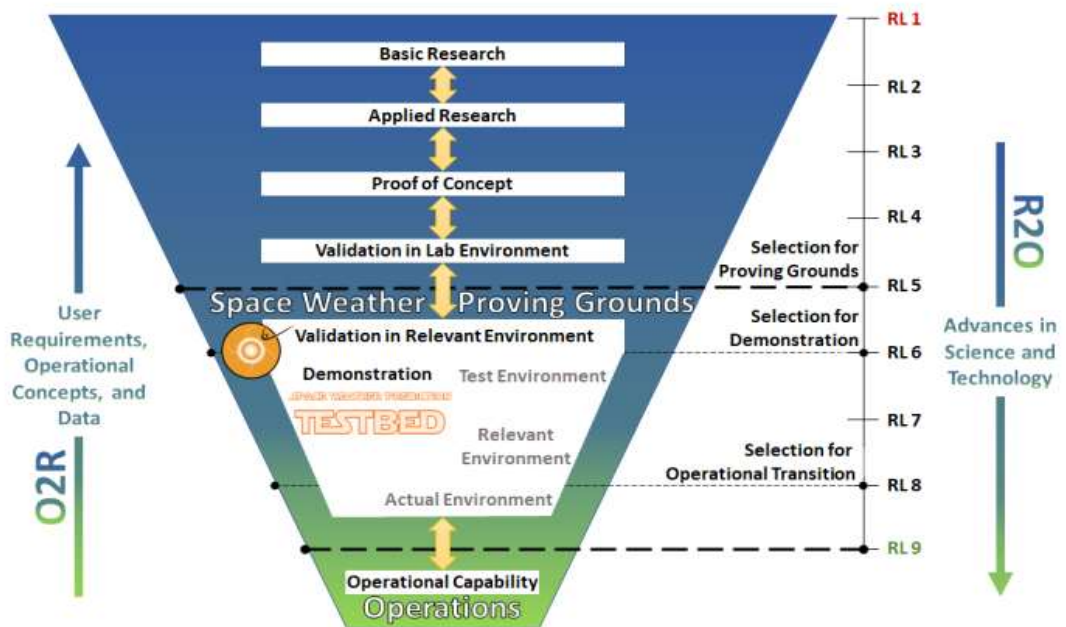 RL 1
Basic Research
RL 2
Applied Research
RL 3
Proof of Concept
RL 4
Validation in Lab Environment
Selection for
Proving Grounds
RL 5
Space Weather Proving Grounds
Validation in Relevant Environment
Selection for
Demonstration
RL 6
Demonstration
Test Environment
SPACE WEATHER PREDICTION
TESTBED
RL 7
Relevant
Environment
Selection for
Operational Transition
RL 8
Actual Environment
RL 9
Operational Capability
Operations
User
Requirements,
Operational
Concepts, and
Data
O2R
R2O
Advances in
Science and
Technology